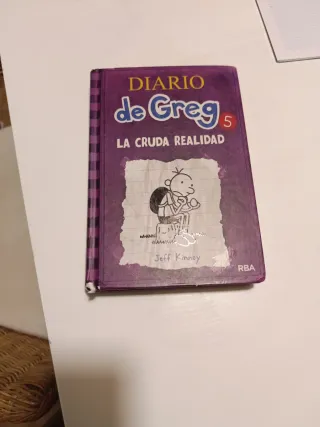 DIARIO
de Greg 5
LA CRUDA REALIDAD
Jeff Kinney
RBA